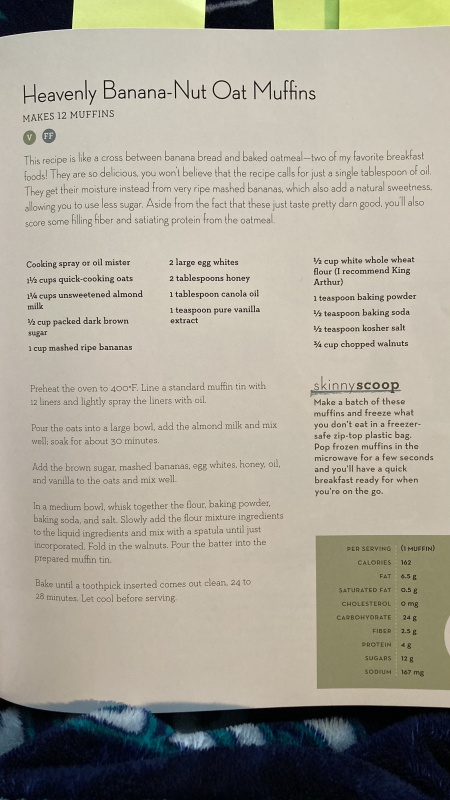 Heavenly Banana-Nut Oat Muffins
MAKES 12 MUFFINS
V FF
This recipe is like a cross between banana bread and baked oatmeal—two of my favorite breakfast
foods! They are so delicious, you won't believe that the recipe calls for just a single tablespoon of oil.
They get their moisture instead from very ripe mashed bananas, which also add a natural sweetness,
allowing you to use less sugar. Aside from the fact that these just taste pretty darn good, you'll also
score some filling fiber and satiating protein from the oatmeal.
Cooking spray or oil mister
1½ cups quick-cooking oats
1¼ cups unsweetened almond
milk
½ cup packed dark brown
sugar
1 cup mashed ripe bananas
2 large egg whites
2 tablespoons honey
1 tablespoon canola oil
1 teaspoon pure vanilla
extract
½ cup white whole wheat
flour (I recommend King
Arthur)
1 teaspoon baking powder
½ teaspoon baking soda
½ teaspoon kosher salt
¾ cup chopped walnuts
Preheat the oven to 400°F. Line a standard muffin tin with
12 liners and lightly spray the liners with oil.
Pour the oats into a large bowl, add the almond milk and mix
well; soak for about 30 minutes.
Add the brown sugar, mashed bananas, egg whites, honey, oil,
and vanilla to the oats and mix well.
In a medium bowl, whisk together the flour, baking powder,
baking soda, and salt. Slowly add the flour mixture ingredients
to the liquid ingredients and mix with a spatula until just
incorporated. Fold in the walnuts. Pour the batter into the
prepared muffin tin.
Bake until a toothpick inserted comes out clean, 24 to
28 minutes. Let cool before serving.
skinnyscoop
Make a batch of these
muffins and freeze what
you don't eat in a freezer-
safe zip-top plastic bag.
Pop frozen muffins in the
microwave for a few seconds
and you'll have a quick
breakfast ready for when
you're on the go.
PER SERVING (1 MUFFIN)
CALORIES 162
FAT 6.5 g
SATURATED FAT 0.5 g
CHOLESTEROL 0 mg
CARBOHYDRATE 24 g
FIBER 2.5 g
PROTEIN 4 g
SUGARS 12 g
SODIUM 167 mg